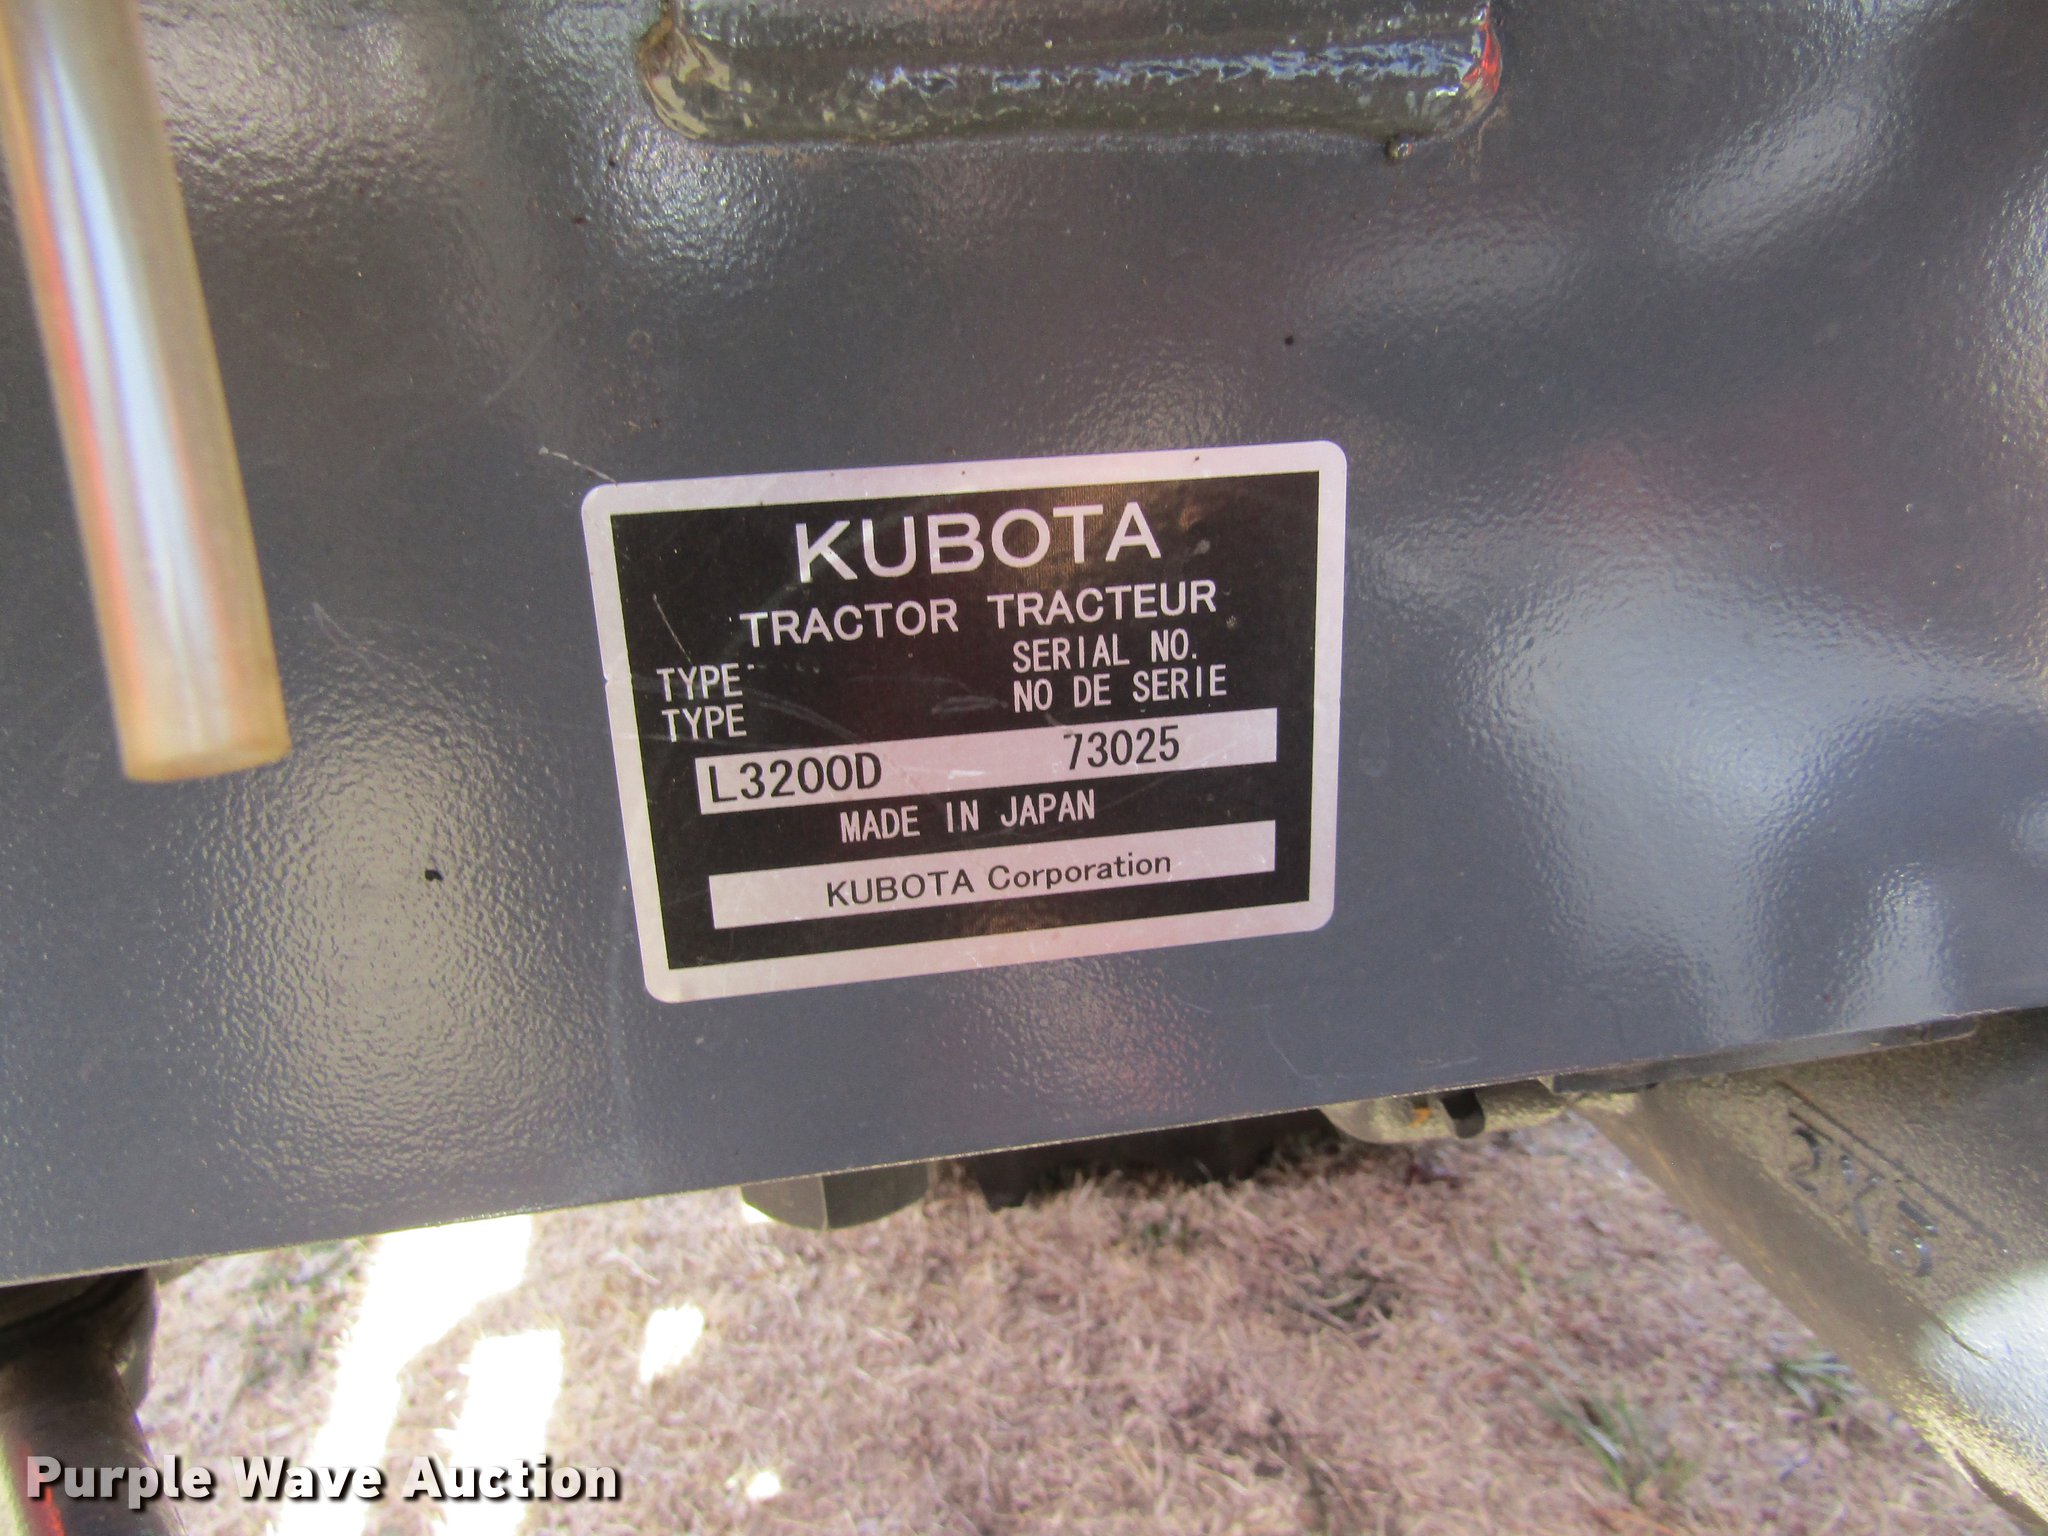 KUBOTA
TRACTOR TRACTEUR
TYPE
TYPE
SERIAL NO.
NO DE SERIE
L3200D 73025
MADE IN JAPAN
KUBOTA Corporation
Purple Wave Auction